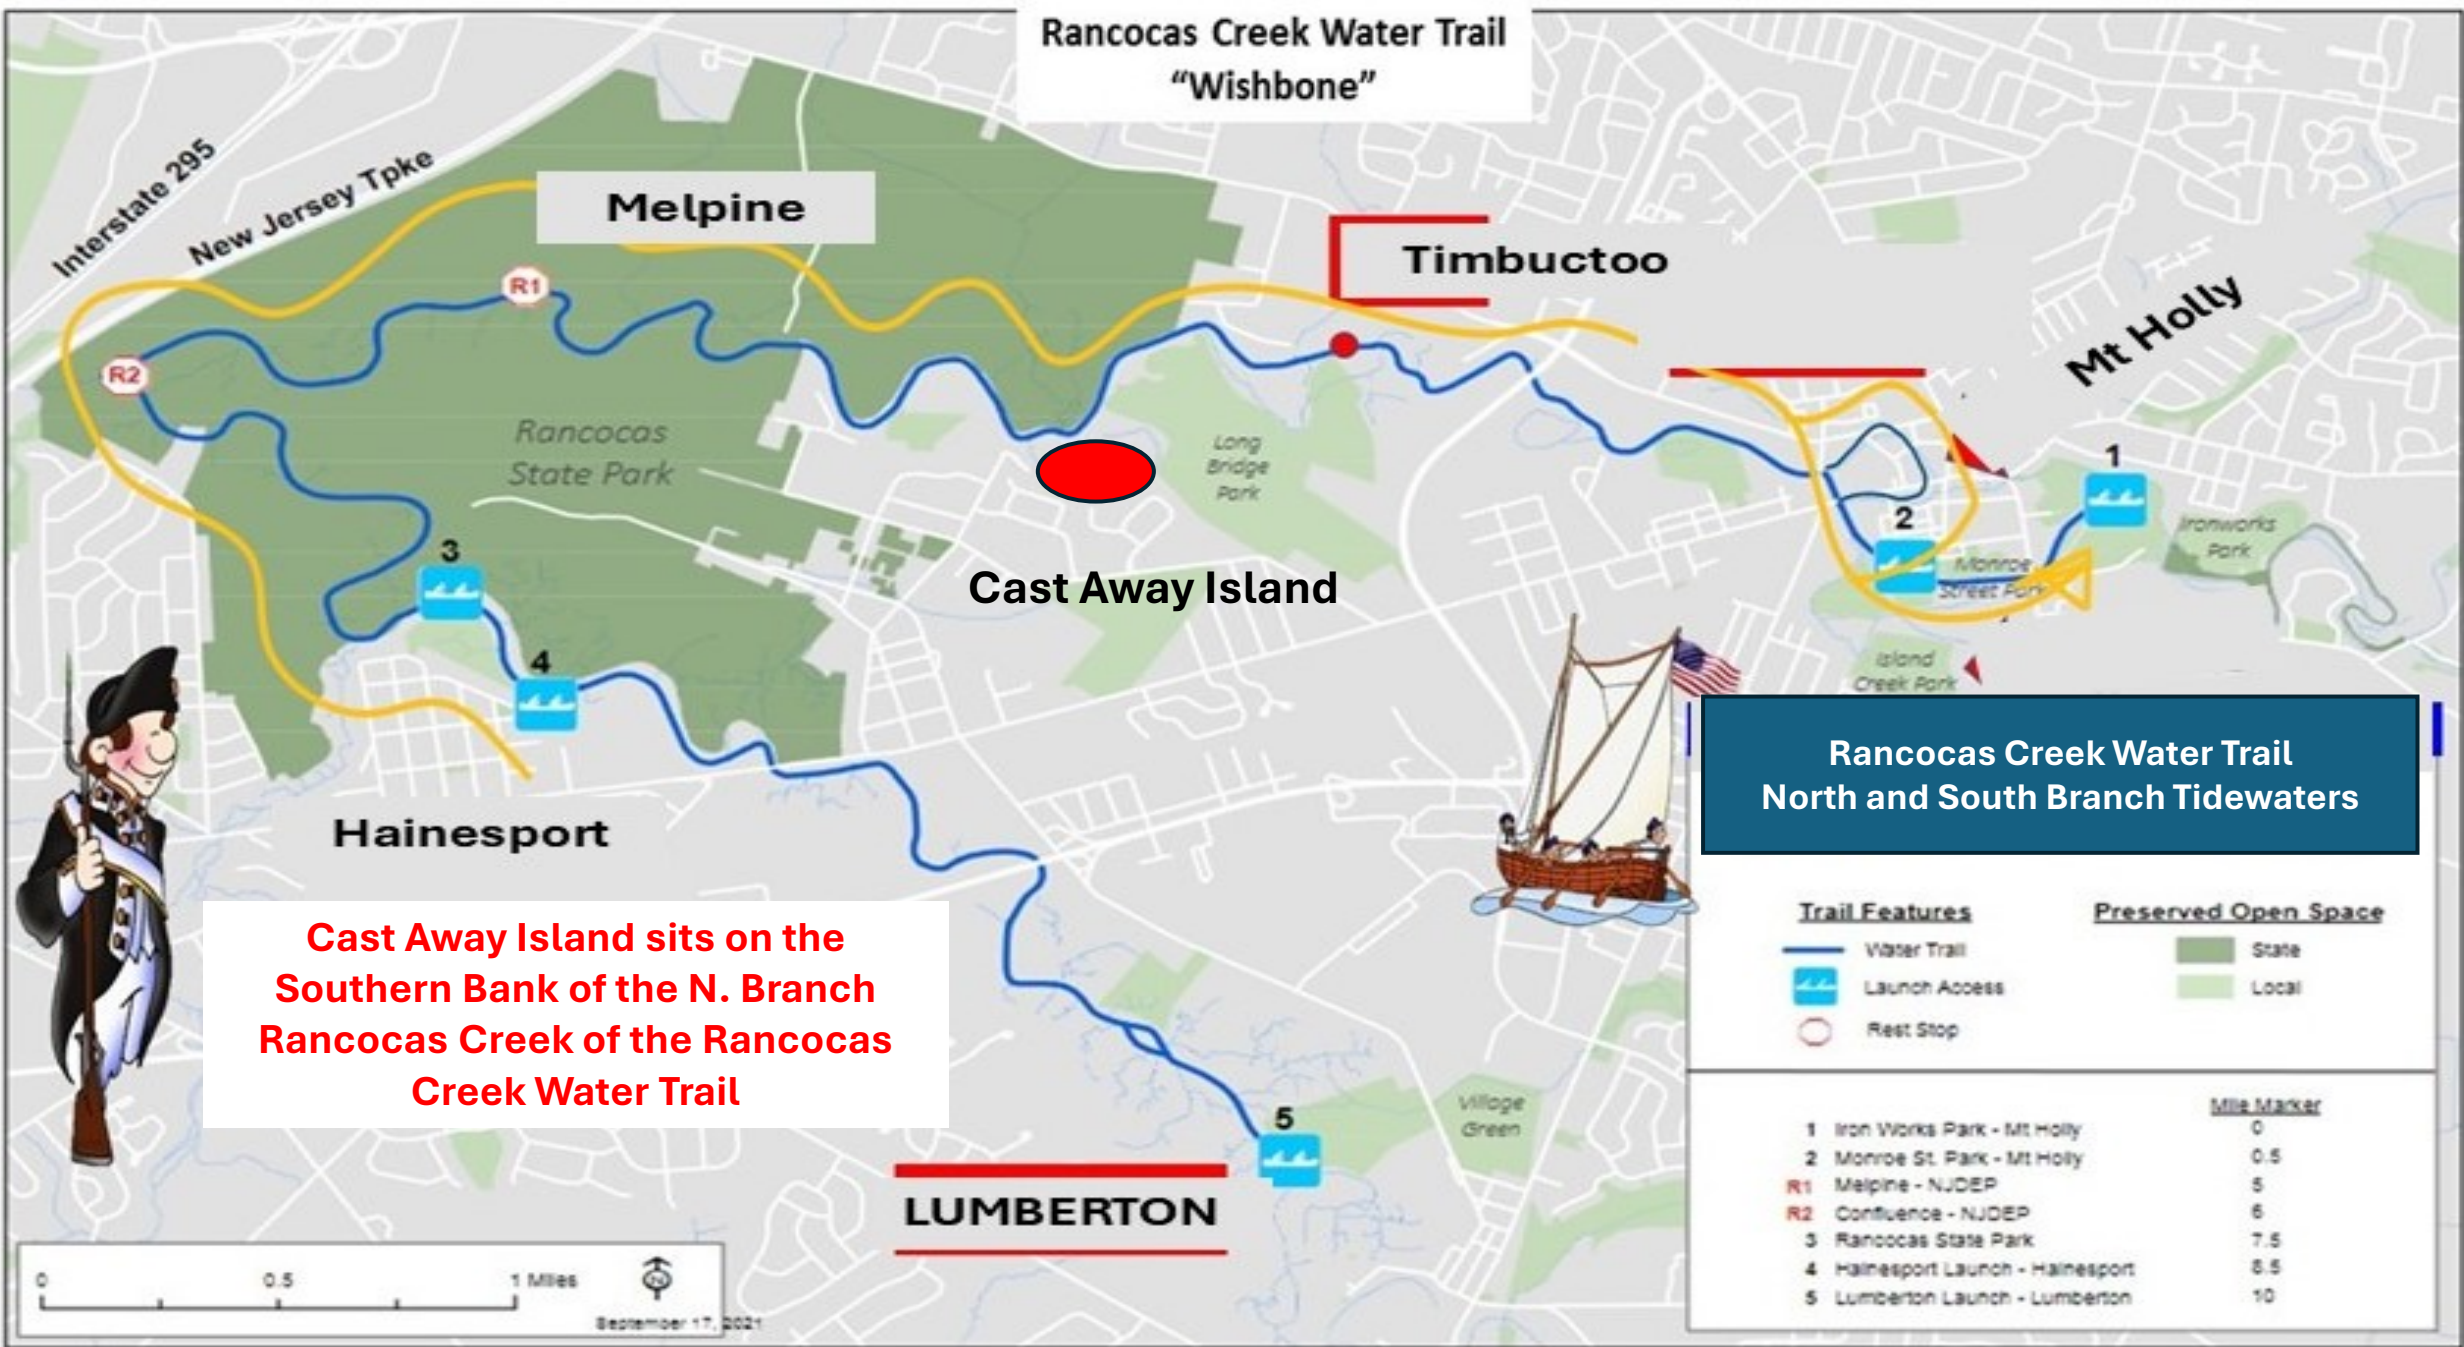 Rancocas Creek Water Trail
“Wishbone”
Interstate 295
New Jersey Tpke
Melpine
Timbuctoo
Mt Holly
R1
R2
Rancocas
State Park
Long
Bridge
Park
1
2
Ironworks
Park
Monroe
Street Park
3
Cast Away Island
4
Island
Creek Park
Hainesport
Rancocas Creek Water Trail
North and South Branch Tidewaters
Cast Away Island sits on the
Southern Bank of the N. Branch
Rancocas Creek of the Rancocas
Creek Water Trail
Trail Features
Water Trail
Launch Access
Rest Stop
Preserved Open Space
State
Local
5
Village
Green
LUMBERTON
Mile Marker
1 Iron Works Park - Mt Holly 0
2 Monroe St. Park - Mt Holly 0.5
R1 Melpine - NJDEP 5
R2 Confluence - NJDEP 6
3 Rancocas State Park 7.5
4 Hainesport Launch - Hainesport 8.5
5 Lumberton Launch - Lumberton 10
0 0.5 1 Miles
N
September 17, 2021